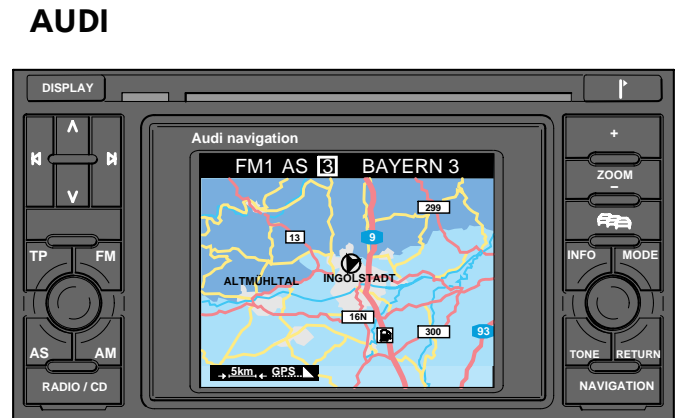 AUDI
DISPLAY
Audi navigation
FM1 AS 3 BAYERN 3
+
ZOOM
–
299
13
9
TP FM
INFO MODE
ALTMÜHLTAL INGOLSTADT
16N
300 93
AS AM
TONE RETURN
5km GPS
RADIO / CD
NAVIGATION